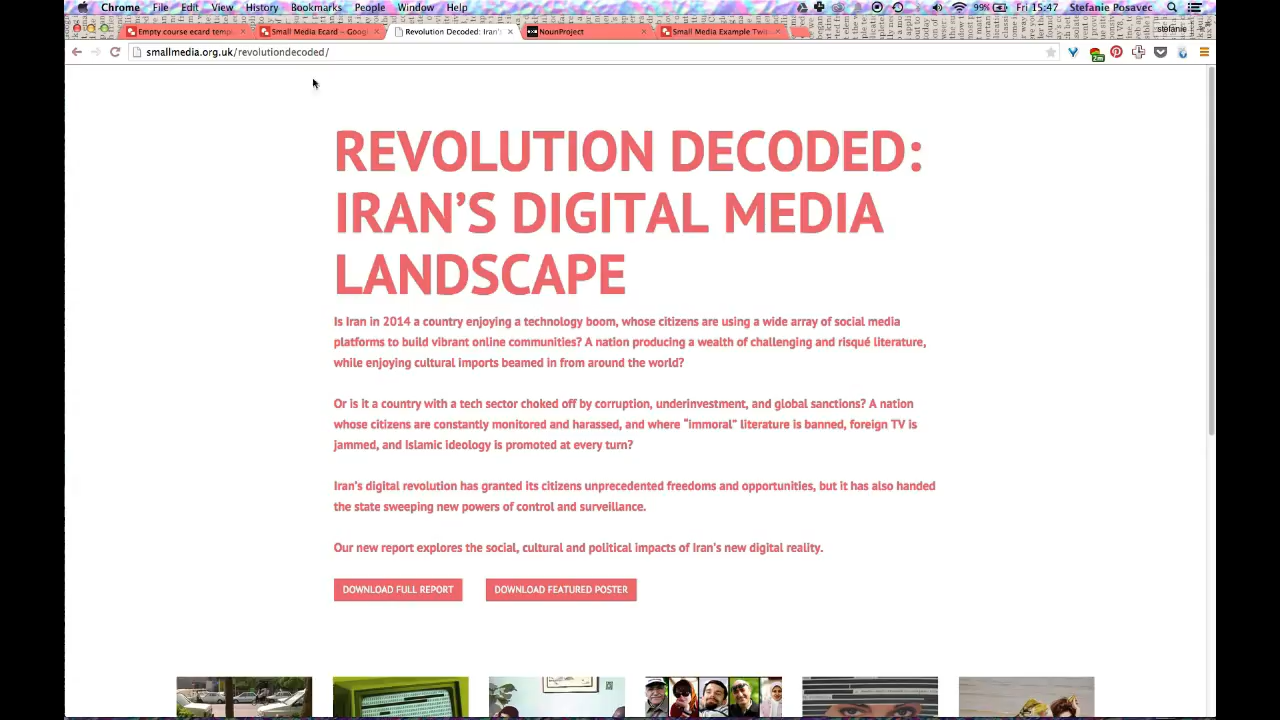 Chrome File Edit View History Bookmarks People Window Help 99% Fri 15:47 Stefanie Posavec
Empty course ecard temp Small Media Ecard – Goog Revolution Decoded: Iran's NounProject Small Media Example Two stefanie
smallmedia.org.uk/revolutiondecoded/
2m
REVOLUTION DECODED:
IRAN'S DIGITAL MEDIA
LANDSCAPE
Is Iran in 2014 a country enjoying a technology boom, whose citizens are using a wide array of social media
platforms to build vibrant online communities? A nation producing a wealth of challenging and risqué literature,
while enjoying cultural imports beamed in from around the world?
Or is it a country with a tech sector choked off by corruption, underinvestment, and global sanctions? A nation
whose citizens are constantly monitored and harassed, and where “immoral” literature is banned, foreign TV is
jammed, and Islamic ideology is promoted at every turn?
Iran's digital revolution has granted its citizens unprecedented freedoms and opportunities, but it has also handed
the state sweeping new powers of control and surveillance.
Our new report explores the social, cultural and political impacts of Iran's new digital reality.
DOWNLOAD FULL REPORT DOWNLOAD FEATURED POSTER